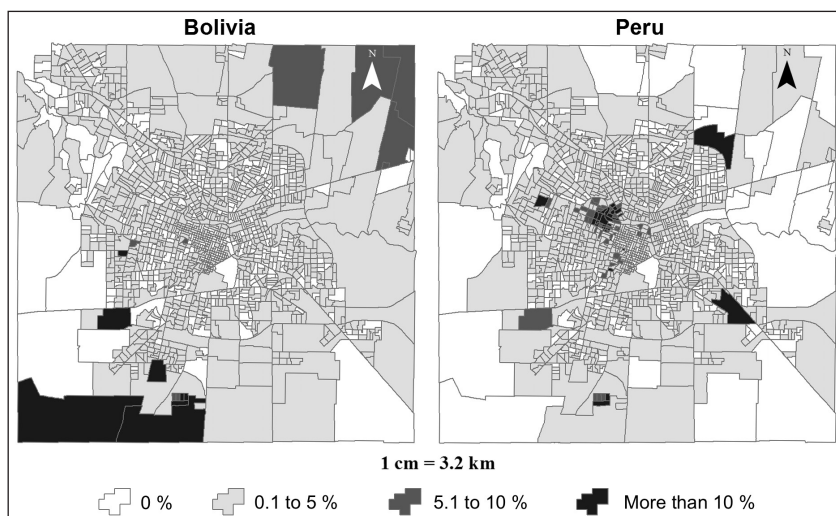 Bolivia
Peru
N
N
1 cm = 3.2 km
0 %
0.1 to 5 %
5.1 to 10 %
More than 10 %